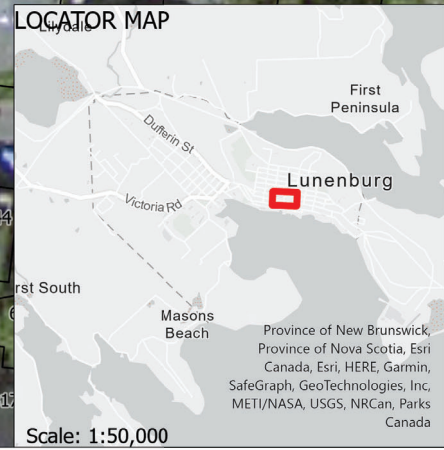 LOCATOR MAP
Lilydale
First
Peninsula
Dufferin St
Lunenburg
Victoria Rd
rst South
Masons
Beach
Province of New Brunswick,
Province of Nova Scotia, Esri
Canada, Esri, HERE, Garmin,
SafeGraph, GeoTechnologies, Inc,
METI/NASA, USGS, NRCan, Parks
Canada
Scale: 1:50,000